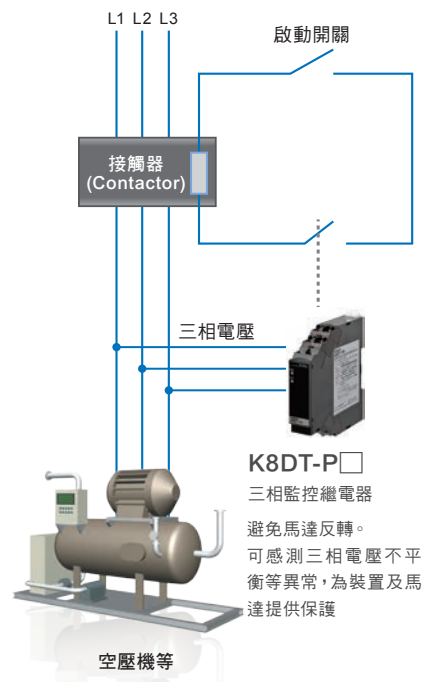 L1 L2 L3
啟動開關
接觸器
(Contactor)
三相電壓
K8DT-P□
三相監控繼電器
避免馬達反轉。
可感測三相電壓不平
衡等異常，為裝置及馬
達提供保護
空壓機等